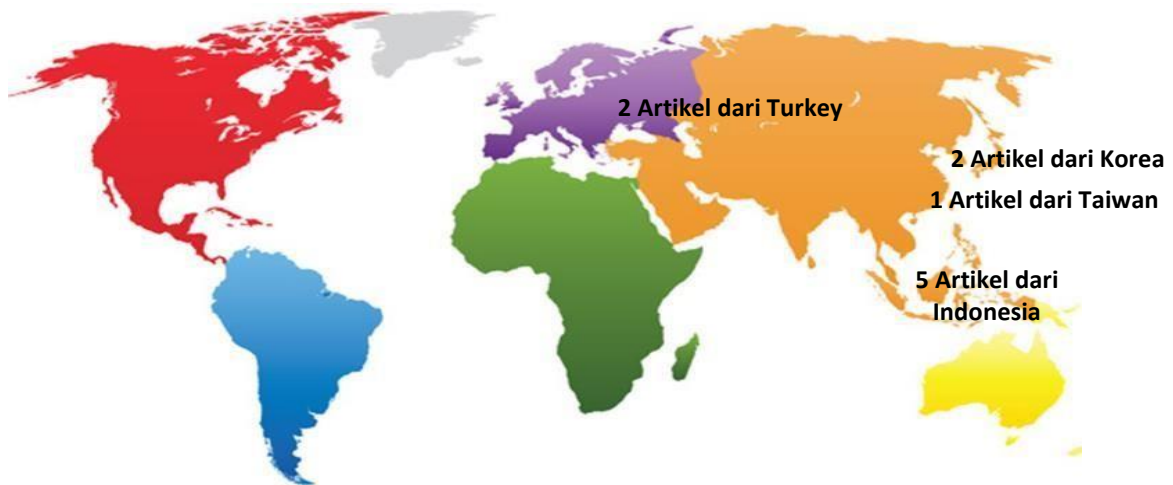 2 Artikel dari Turkey
2 Artikel dari Korea
1 Artikel dari Taiwan
5 Artikel dari
Indonesia